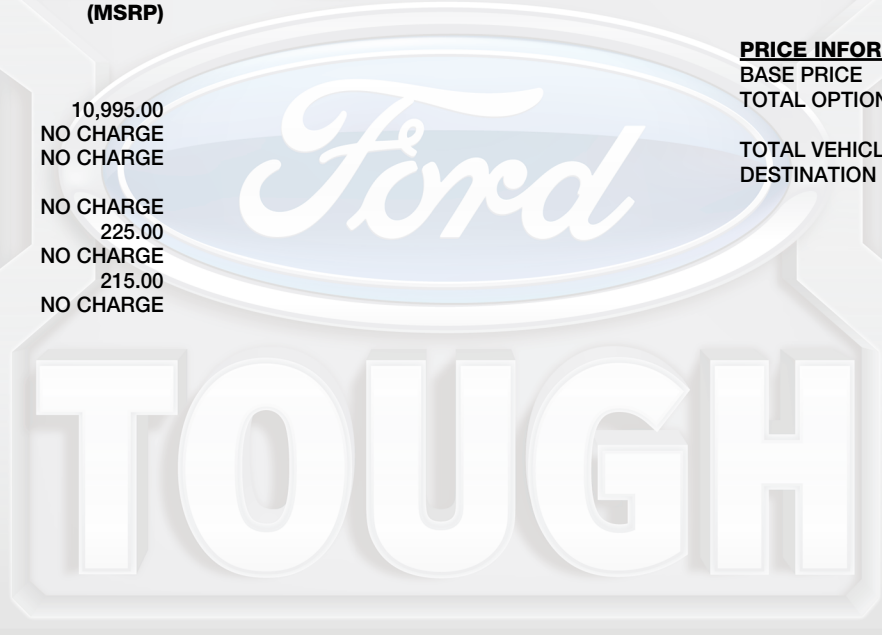 (MSRP)
10,995.00
NO CHARGE
NO CHARGE
NO CHARGE
225.00
NO CHARGE
215.00
NO CHARGE
PRICE INFOR
BASE PRICE
TOTAL OPTION
TOTAL VEHICL
DESTINATION
Ford
TOUGH